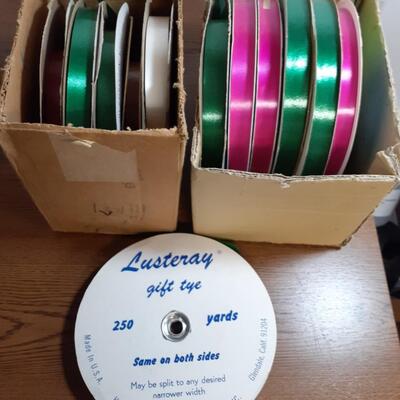 Lusteray®
gift tye
250 yards
Same on both sides
May be split to any desired
narrower width
Made in U.S.A.
Glendale, Calif. 91204